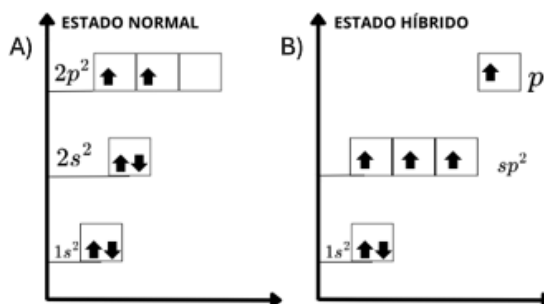 A) ESTADO NORMAL
2p²
2s²
1s²
B) ESTADO HÍBRIDO
p
sp²
1s²